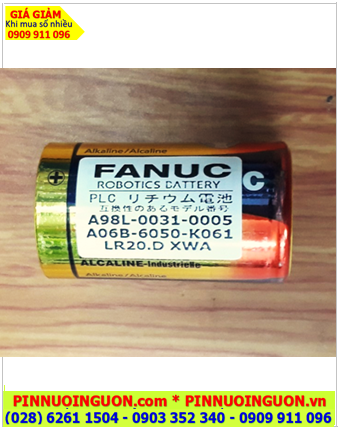 GIÁ GIẢM
Khi mua số nhiều
0909 911 096
Alkaline/Alcaline
FANUC
ROBOTICS BATTERY
PLC リチウム電池
互換性のあるモデル番号
A98L-0031-0005
A06B-6050-K061
LR20.D XWA
C
ALCALINE-Industrielle
PINNUOINGUON.com * PINNUOINGUON.vn
(028) 6261 1504 - 0903 352 340 - 0909 911 096